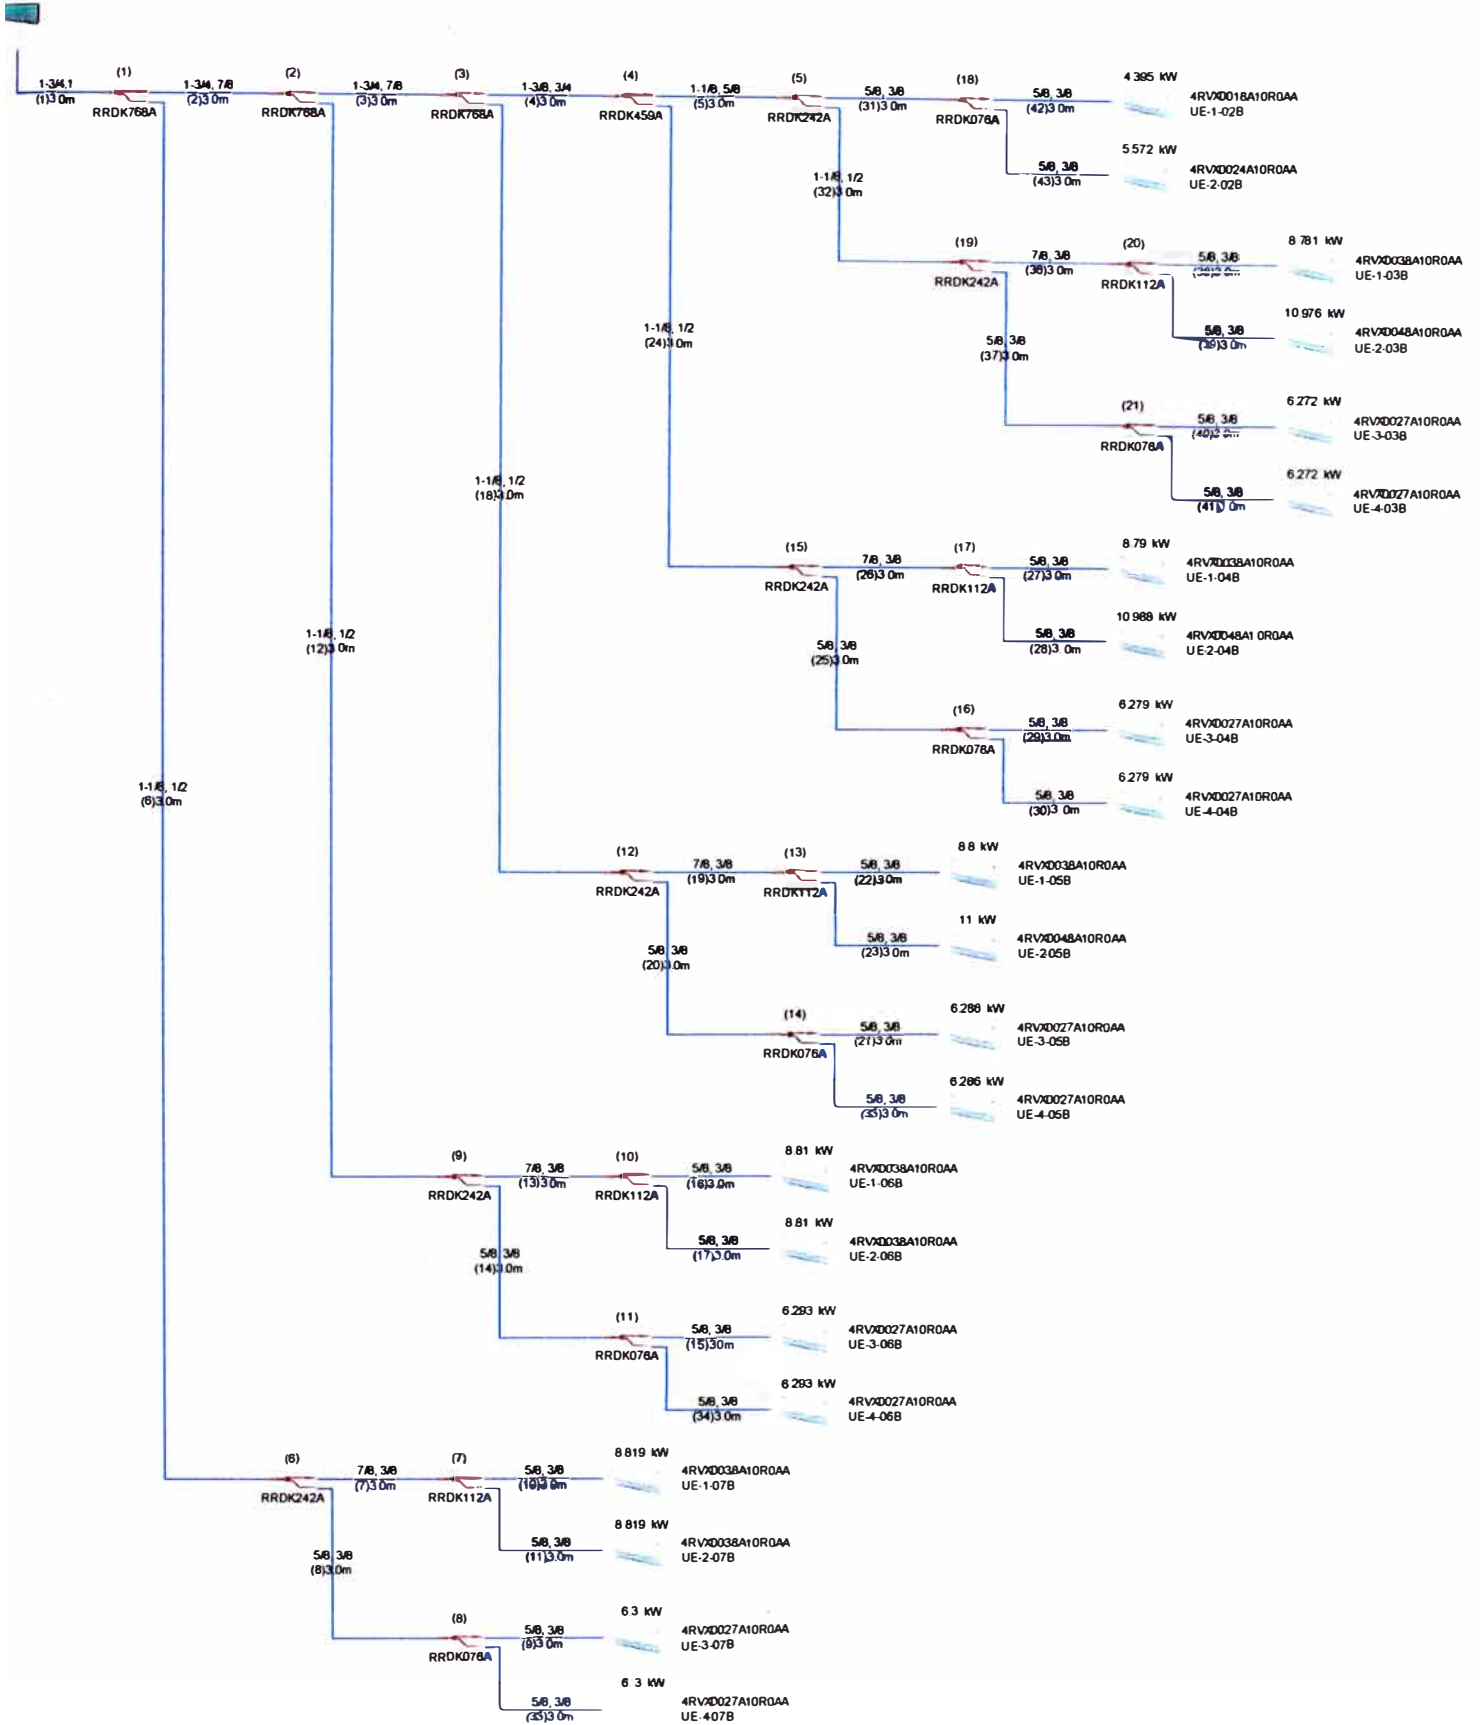 1-3/4,1
(1)3.0m
(1)
RRDK768A
1-3/4, 7/8
(2)3.0m
(2)
RRDK768A
1-3/4, 7/8
(3)3.0m
(3)
RRDK768A
1-3/8, 3/4
(4)3.0m
(4)
RRDK459A
1-1/8, 5/8
(5)3.0m
(5)
RRDK242A
5/8, 3/8
(31)3.0m
(18)
RRDK076A
5/8, 3/8
(42)3.0m
4.395 kW
4RVXD018A10R0AA
UE-1-02B
5/8, 3/8
(43)3.0m
5.572 kW
4RVXD024A10R0AA
UE-2-02B
1-1/8, 1/2
(32)3.0m
(19)
RRDK242A
7/8, 3/8
(36)3.0m
(20)
RRDK112A
5/8, 3/8
8.781 kW
4RVXD038A10R0AA
UE-1-03B
5/8, 3/8
(39)3.0m
10.976 kW
4RVXD048A10R0AA
UE-2-03B
5/8, 3/8
(37)3.0m
(21)
RRDK076A
5/8, 3/8
(40)3.0m
6.272 kW
4RVXD027A10R0AA
UE-3-03B
5/8, 3/8
(41)3.0m
6.272 kW
4RVXD027A10R0AA
UE-4-03B
1-1/8, 1/2
(24)3.0m
(15)
RRDK242A
7/8, 3/8
(26)3.0m
(17)
RRDK112A
5/8, 3/8
(27)3.0m
8.79 kW
4RVXD038A10R0AA
UE-1-04B
5/8, 3/8
(28)3.0m
10.988 kW
4RVXD048A10R0AA
UE-2-04B
5/8, 3/8
(25)3.0m
(16)
RRDK076A
5/8, 3/8
(29)3.0m
6.279 kW
4RVXD027A10R0AA
UE-3-04B
5/8, 3/8
(30)3.0m
6.279 kW
4RVXD027A10R0AA
UE-4-04B
1-1/8, 1/2
(18)3.0m
(12)
RRDK242A
7/8, 3/8
(19)3.0m
(13)
RRDK112A
5/8, 3/8
(22)3.0m
8.8 kW
4RVXD038A10R0AA
UE-1-05B
5/8, 3/8
(23)3.0m
11 kW
4RVXD048A10R0AA
UE-2-05B
5/8, 3/8
(20)3.0m
(14)
RRDK076A
5/8, 3/8
(21)3.0m
6.286 kW
4RVXD027A10R0AA
UE-3-05B
5/8, 3/8
(33)3.0m
6.286 kW
4RVXD027A10R0AA
UE-4-05B
1-1/8, 1/2
(12)3.0m
(9)
RRDK242A
7/8, 3/8
(13)3.0m
(10)
RRDK112A
5/8, 3/8
(16)3.0m
8.81 kW
4RVXD038A10R0AA
UE-1-06B
5/8, 3/8
(17)3.0m
8.81 kW
4RVXD038A10R0AA
UE-2-06B
5/8, 3/8
(14)3.0m
(11)
RRDK076A
5/8, 3/8
(15)3.0m
6.293 kW
4RVXD027A10R0AA
UE-3-06B
5/8, 3/8
(34)3.0m
6.293 kW
4RVXD027A10R0AA
UE-4-06B
1-1/8, 1/2
(6)3.0m
(6)
RRDK242A
7/8, 3/8
(7)3.0m
(7)
RRDK112A
5/8, 3/8
(10)3.0m
8.819 kW
4RVXD038A10R0AA
UE-1-07B
5/8, 3/8
(11)3.0m
8.819 kW
4RVXD038A10R0AA
UE-2-07B
5/8, 3/8
(8)3.0m
(8)
RRDK076A
5/8, 3/8
(9)3.0m
6.3 kW
4RVXD027A10R0AA
UE-3-07B
5/8, 3/8
(35)3.0m
6.3 kW
4RVXD027A10R0AA
UE-4-07B